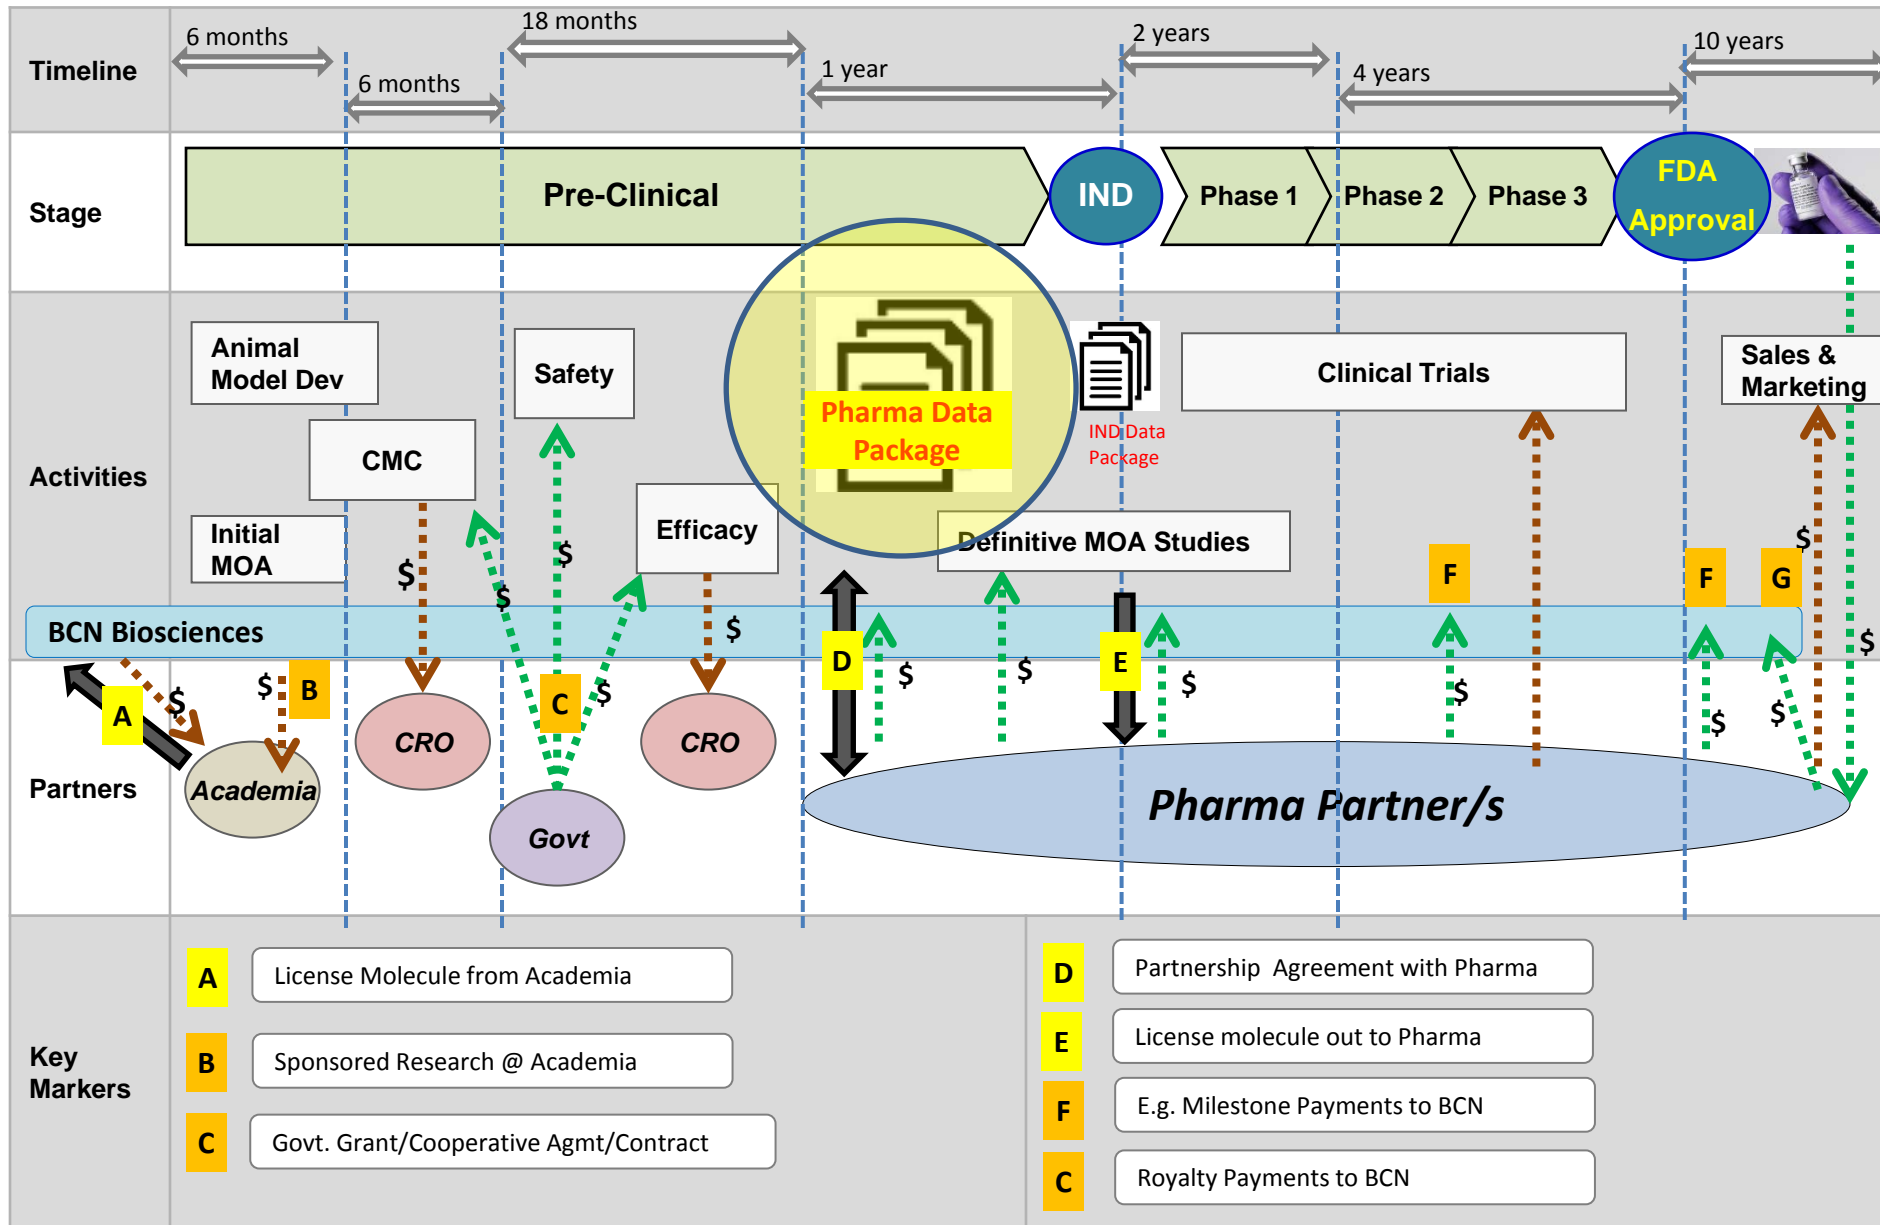 Timeline
6 months
6 months
18 months
1 year
2 years
4 years
10 years
Stage
Pre-Clinical
IND
Phase 1
Phase 2
Phase 3
FDA
Approval
Activities
Animal
Model Dev
Initial
MOA
CMC
Safety
Efficacy
Pharma Data
Package
IND Data
Package
Definitive MOA Studies
Clinical Trials
Sales &
Marketing
$
$
$
$
$
F
F
G
$
BCN Biosciences
Partners
A
$
$
B
C
$
D
$
$
E
$
$
$
$
$
Academia
CRO
Govt
CRO
Pharma Partner/s
Key
Markers
A
License Molecule from Academia
B
Sponsored Research @ Academia
C
Govt. Grant/Cooperative Agmt/Contract
D
Partnership  Agreement with Pharma
E
License molecule out to Pharma
F
E.g. Milestone Payments to BCN
C
Royalty Payments to BCN